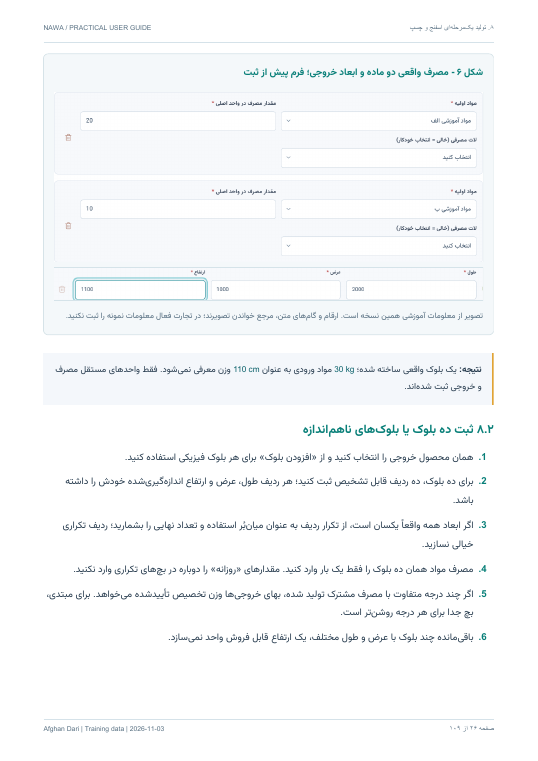 ۸. تولید یک‌مرحله‌ای اسفنج و چسپ
NAWA / PRACTICAL USER GUIDE
شکل ۶ - مصرف واقعی دو ماده و ابعاد خروجی؛ فرم پیش از ثبت
مواد اولیه * مقدار مصرف در واحد اصلی *
مواد آموزشی الف 20
لات مصرفی (خالی = انتخاب خودکار)
انتخاب کنید
مواد اولیه * مقدار مصرف در واحد اصلی *
مواد آموزشی ب 10
لات مصرفی (خالی = انتخاب خودکار)
انتخاب کنید
طول * عرض * ارتفاع *
2000 1800 1100
تصویر از معلومات آموزشی همین نسخه است. ارقام و گام‌های متن، مرجع خواندن تصویرند؛ در تجارت فعال معلومات نمونه را ثبت نکنید.
نتیجه: یک بلوک واقعی ساخته شده؛ 30 kg مواد ورودی به عنوان 110 cm وزن معرفی نمی‌شود. فقط واحدهای مستقل مصرف
و خروجی ثبت شده‌اند.
۸.۲ ثبت ده بلوک یا بلوک‌های ناهم‌اندازه
1. همان محصول خروجی را انتخاب کنید و از «افزودن بلوک» برای هر بلوک فیزیکی استفاده کنید.
2. برای ده بلوک، ده ردیف قابل تشخیص ثبت کنید؛ هر ردیف طول، عرض و ارتفاع اندازه‌گیری‌شده خودش را داشته
باشد.
3. اگر ابعاد همه واقعاً یکسان است، از تکرار ردیف به عنوان میان‌بُر استفاده و تعداد نهایی را بشمارید؛ ردیف تکراری
خیالی نسازید.
4. مصرف مواد همان ده بلوک را فقط یک بار وارد کنید. مقدارهای «روزانه» را دوباره در بچ‌های تکراری وارد نکنید.
5. اگر چند درجه متفاوت با مصرف مشترک تولید شده، بهای خروجی‌ها وزن تخصیص تأییدشده می‌خواهد. برای مبتدی،
بچ جدا برای هر درجه روشن‌تر است.
6. باقی‌مانده چند بلوک با عرض و طول مختلف، یک ارتفاع قابل فروش واحد نمی‌سازد.
صفحه ۲۶ از ۱۰۹
Afghan Dari | Training data | 2026-11-03